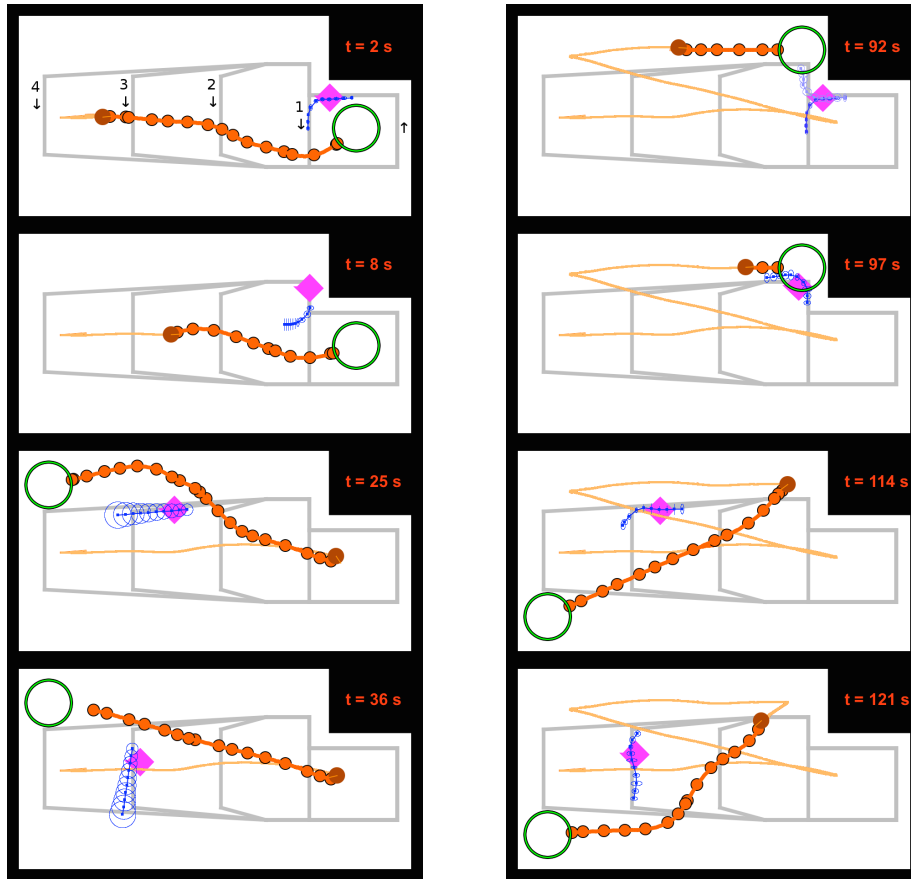 t = 2 s
4 3 2 1
↓ ↓ ↓ ↓ ↑
t = 8 s
t = 25 s
t = 36 s
t = 92 s
t = 97 s
t = 114 s
t = 121 s